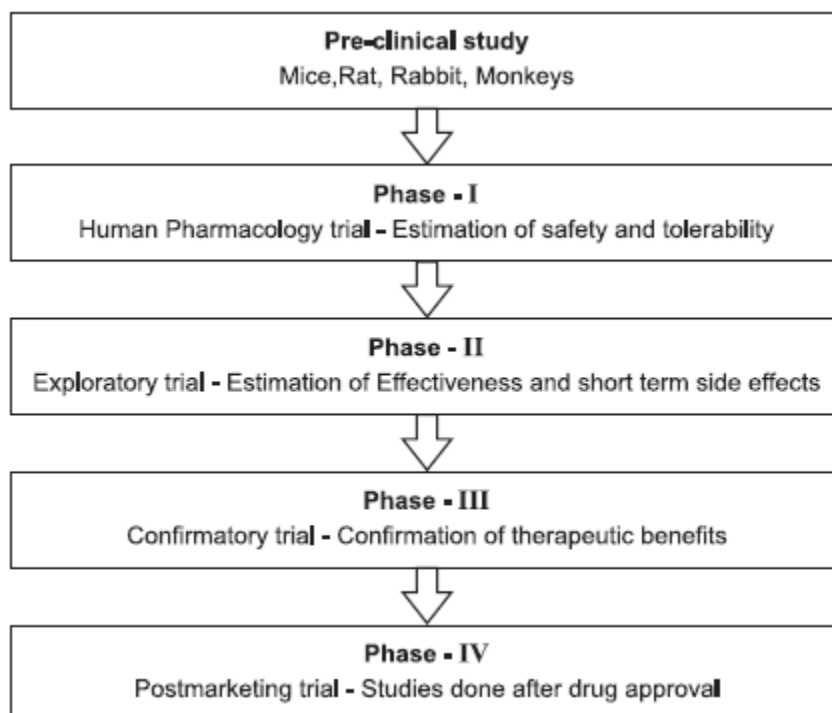 Pre-clinical study
Mice,Rat, Rabbit, Monkeys
Phase - I
Human Pharmacology trial - Estimation of safety and tolerability
Phase - II
Exploratory trial - Estimation of Effectiveness and short term side effects
Phase - III
Confirmatory trial - Confirmation of therapeutic benefits
Phase - IV
Postmarketing trial - Studies done after drug approval